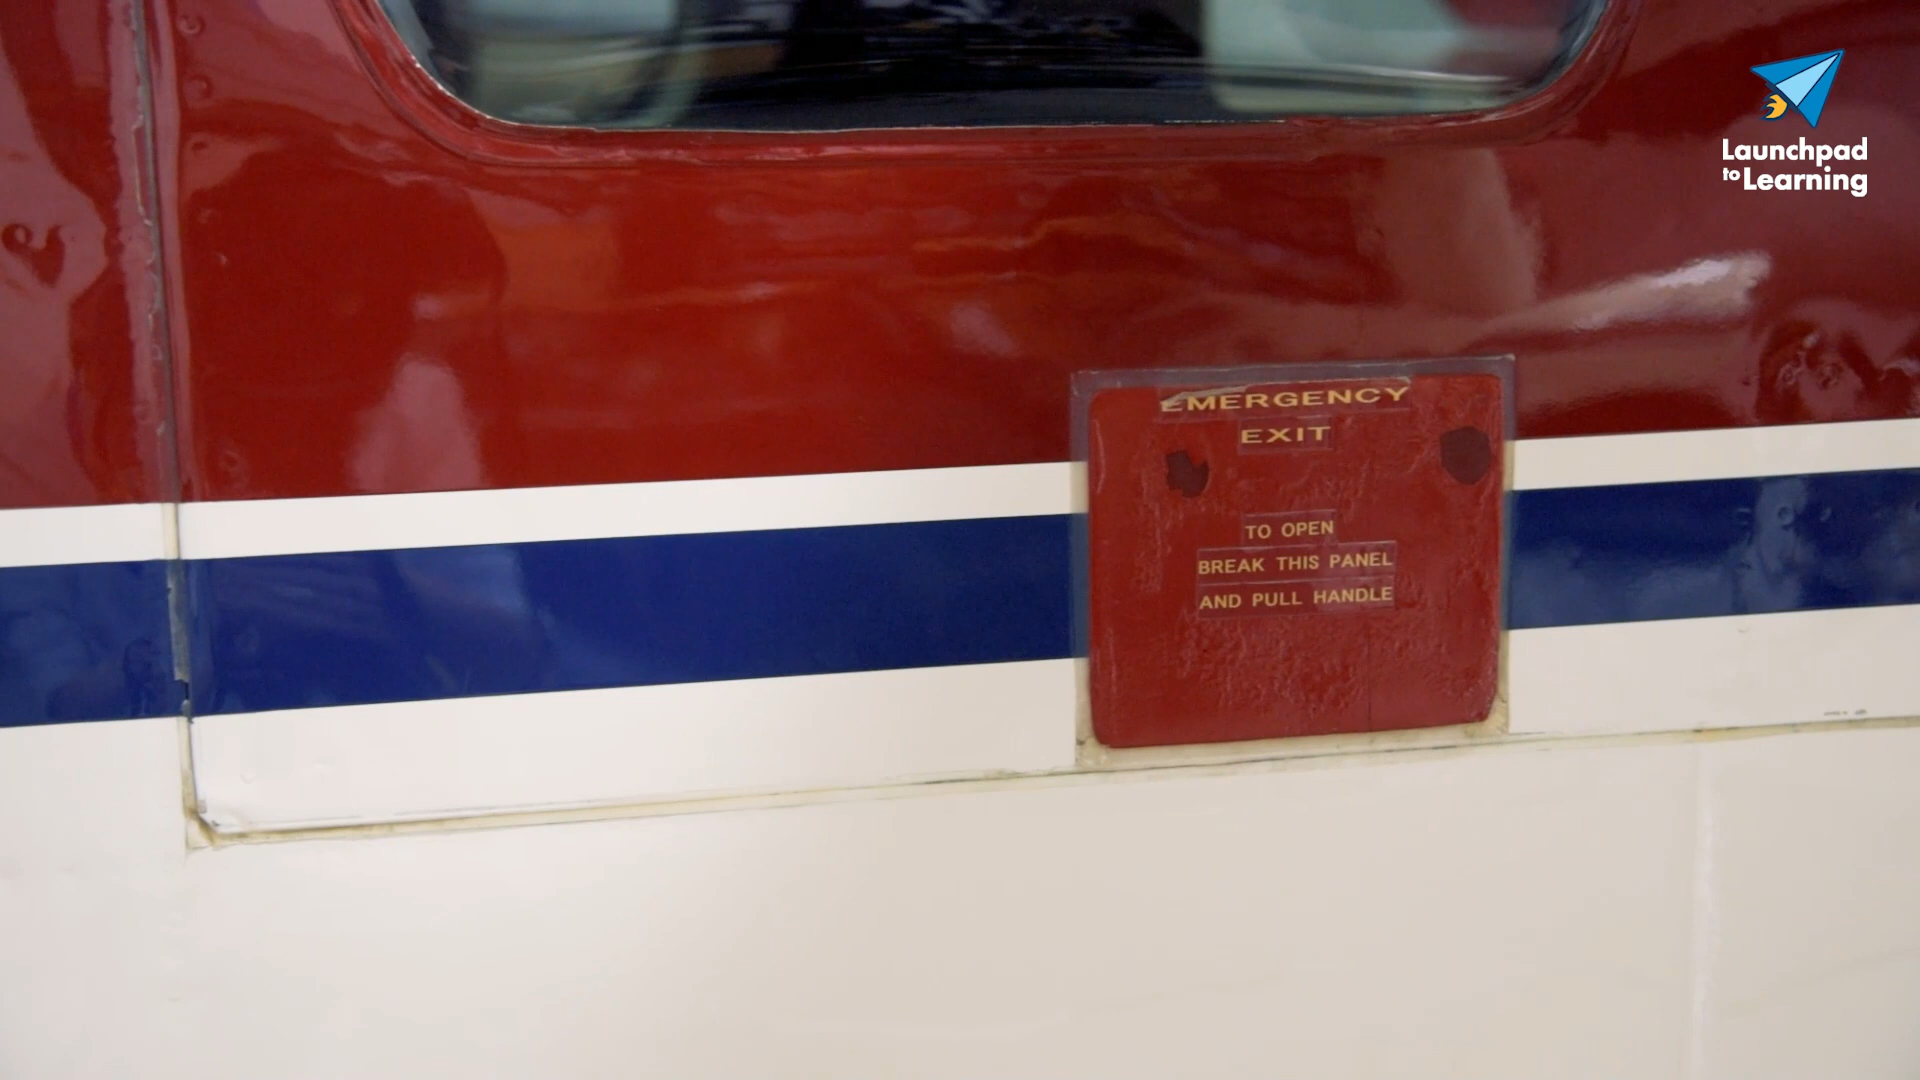 Launchpad
to Learning
EMERGENCY
EXIT
TO OPEN
BREAK THIS PANEL
AND PULL HANDLE